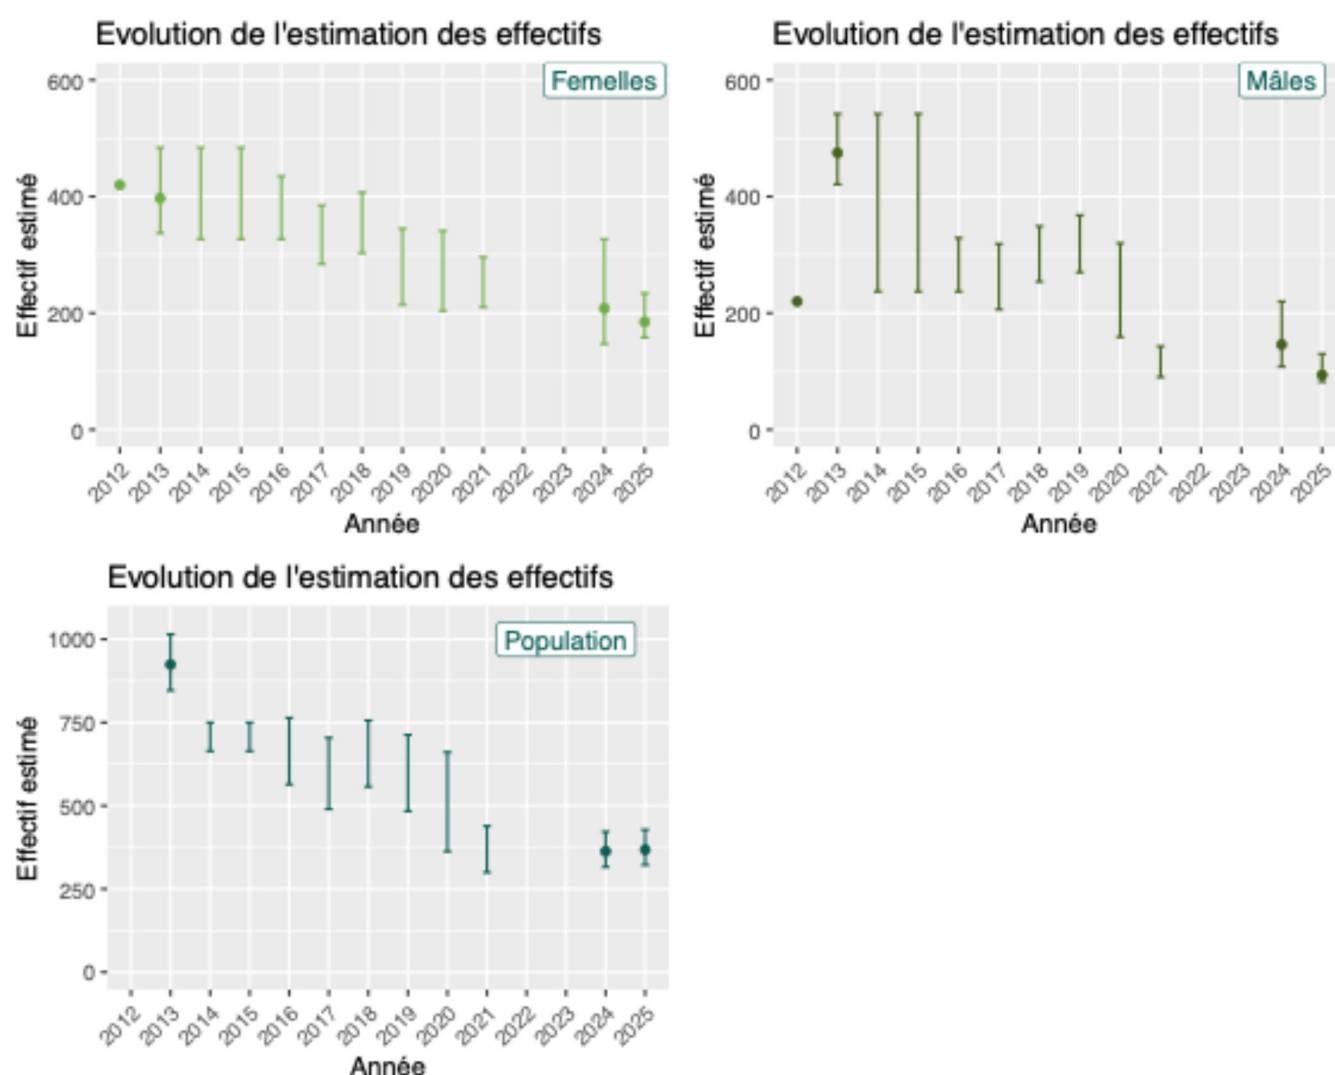 Evolution de l'estimation des effectifs
Femelles
Effectif estimé
600
400
200
0
2012 2013 2014 2015 2016 2017 2018 2019 2020 2021 2022 2023 2024 2025
Année
Evolution de l'estimation des effectifs
Mâles
Effectif estimé
600
400
200
0
2012 2013 2014 2015 2016 2017 2018 2019 2020 2021 2022 2023 2024 2025
Année
Evolution de l'estimation des effectifs
Population
Effectif estimé
1000
750
500
250
0
2012 2013 2014 2015 2016 2017 2018 2019 2020 2021 2022 2023 2024 2025
Année